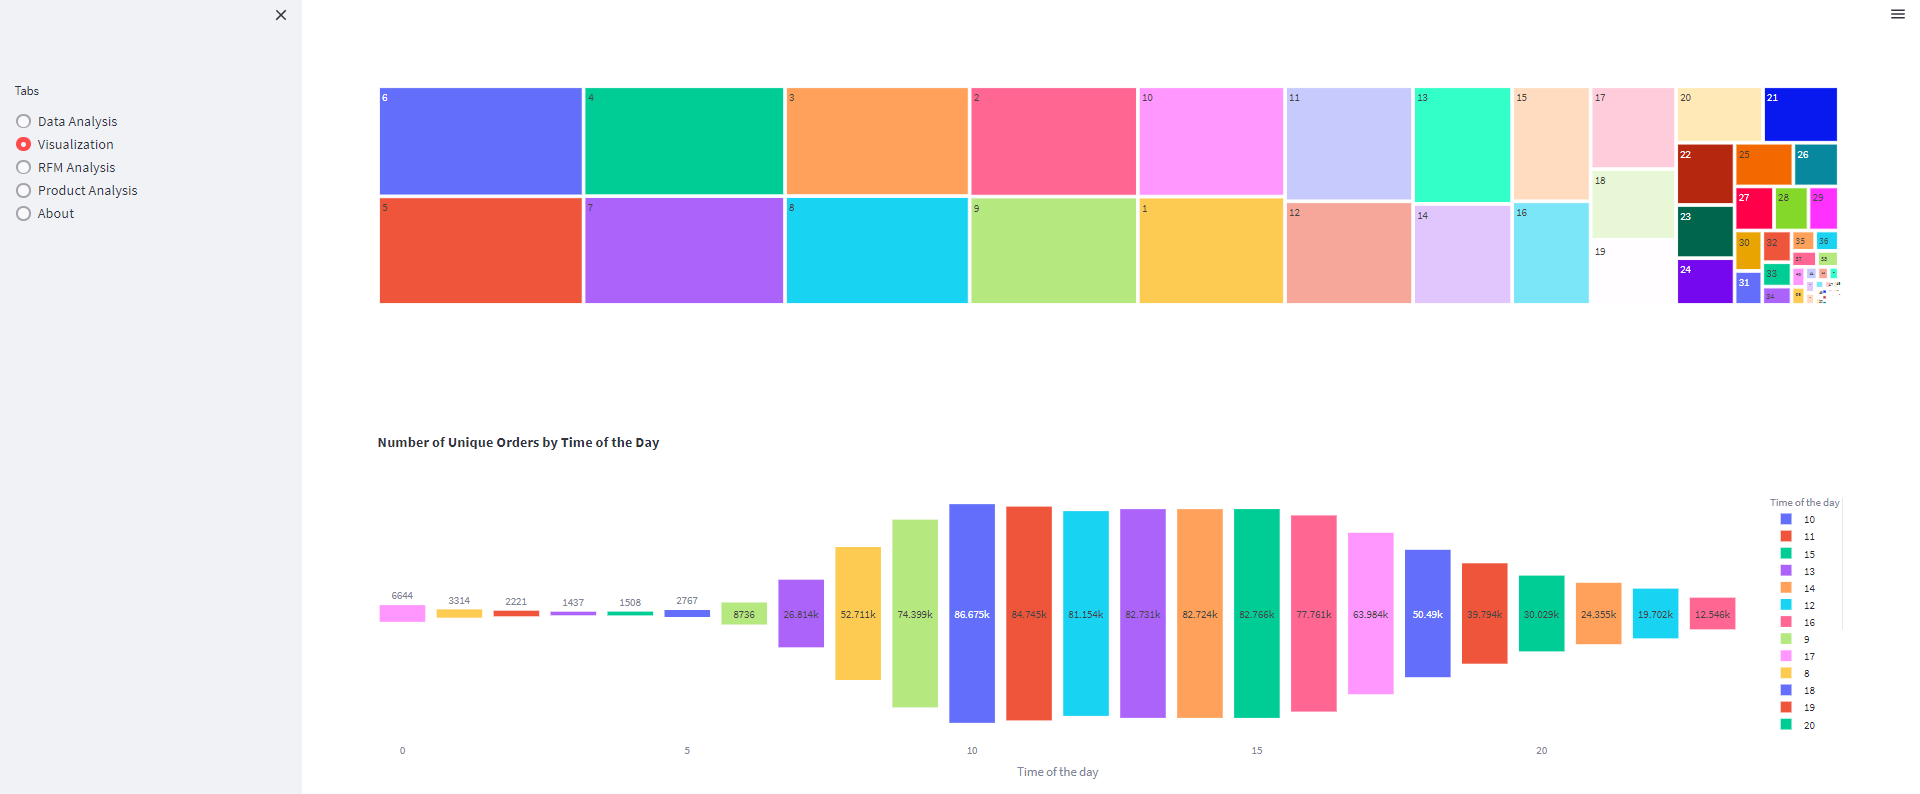 Tabs
Data Analysis
Visualization
RFM Analysis
Product Analysis
About
6 4 3 2 10 11 13 15 17 20 21
22 25 26
18
27 28 29
5 7 8 9 1 12 14 16
23
30 32 35 36
19
37 38
24 33
31
34
Number of Unique Orders by Time of the Day
Time of the day
10
11
15
13
14
12
16
9
17
8
18
19
20
6644 3314 2221 1437 1508 2767 8736 26.814k 52.711k 74.399k 86.675k 84.745k 81.154k 82.731k 82.724k 82.766k 77.761k 63.984k 50.49k 39.794k 30.029k 24.355k 19.702k 12.546k
0 5 10 15 20
Time of the day